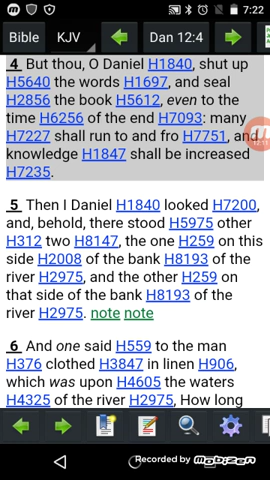 7:22
Bible KJV Dan 12:4
4 But thou, O Daniel H1840, shut up
H5640 the words H1697, and seal
H2856 the book H5612, even to the
time H6256 of the end H7093: many
H7227 shall run to and fro H7751, and
knowledge H1847 shall be increased
H7235.
5 Then I Daniel H1840 looked H7200,
and, behold, there stood H5975 other
H312 two H8147, the one H259 on this
side H2008 of the bank H8193 of the
river H2975, and the other H259 on
that side of the bank H8193 of the
river H2975. note note
6 And one said H559 to the man
H376 clothed H3847 in linen H906,
which was upon H4605 the waters
H4325 of the river H2975, How long
Recorded by mobizen